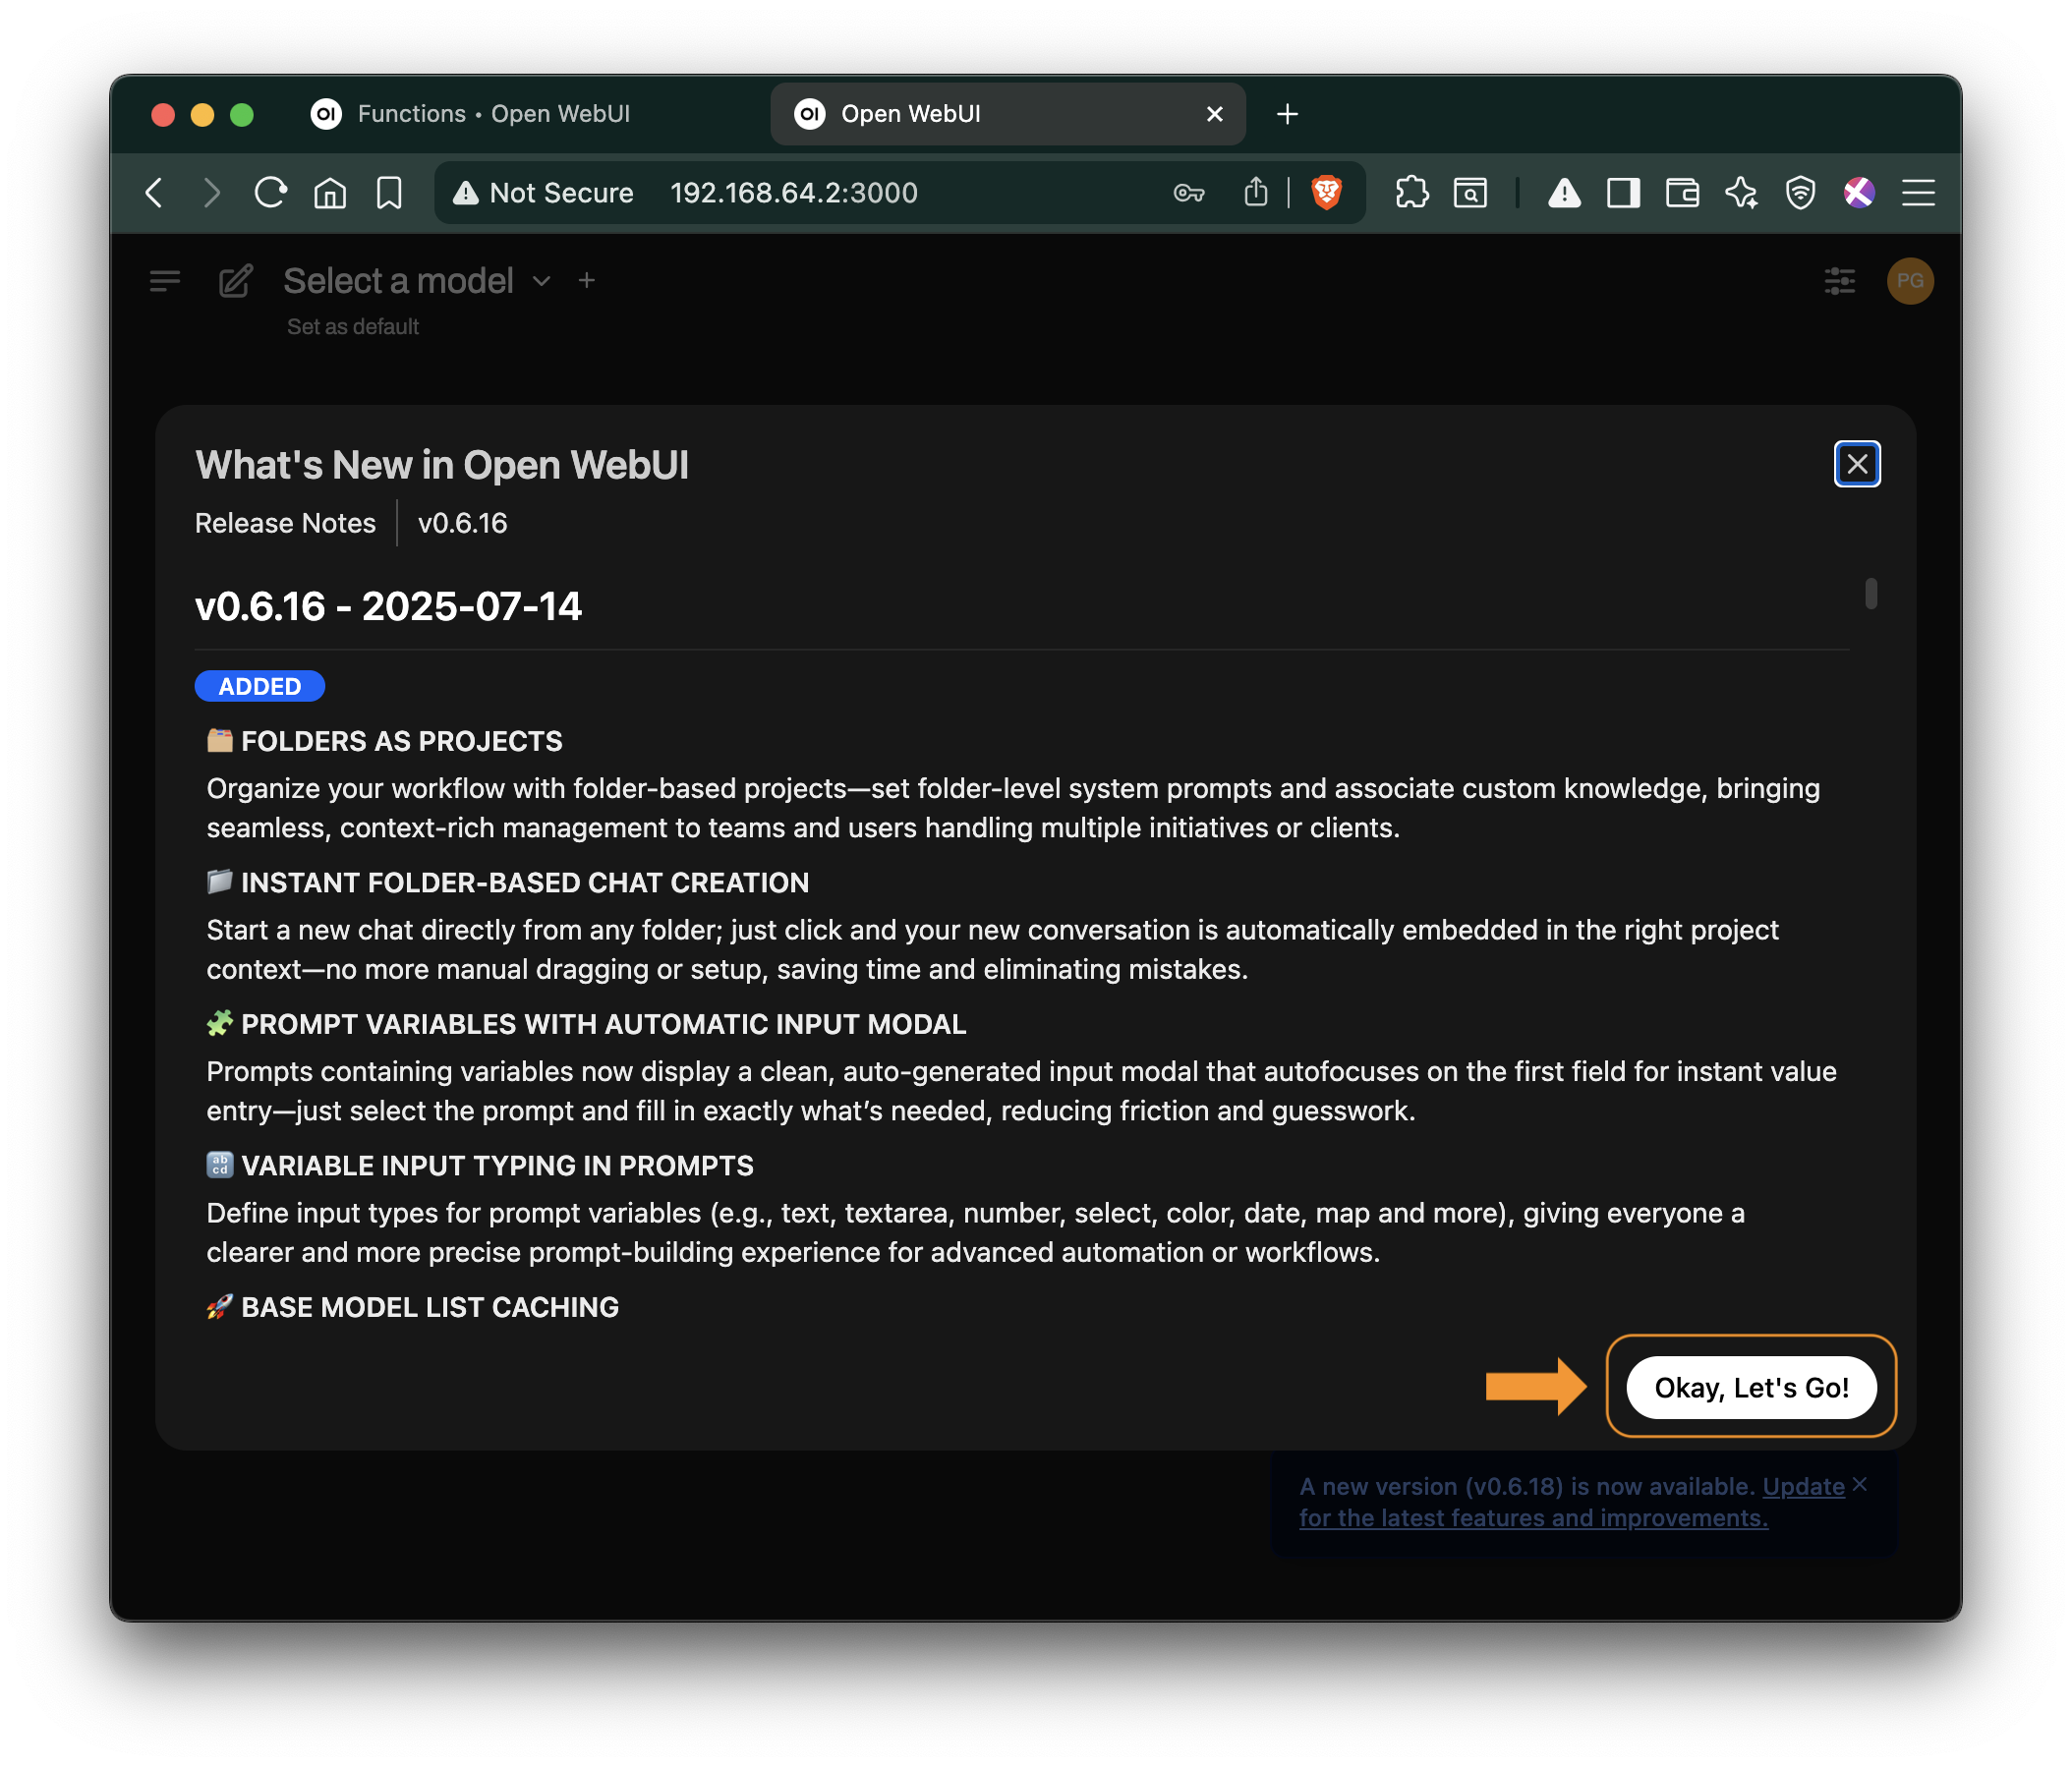 Functions • Open WebUI
Open WebUI
Not Secure 192.168.64.2:3000
Select a model
PG
Set as default
What's New in Open WebUI
Release Notes v0.6.16
v0.6.16 - 2025-07-14
ADDED
FOLDERS AS PROJECTS
Organize your workflow with folder-based projects—set folder-level system prompts and associate custom knowledge, bringing
seamless, context-rich management to teams and users handling multiple initiatives or clients.
INSTANT FOLDER-BASED CHAT CREATION
Start a new chat directly from any folder; just click and your new conversation is automatically embedded in the right project
context—no more manual dragging or setup, saving time and eliminating mistakes.
PROMPT VARIABLES WITH AUTOMATIC INPUT MODAL
Prompts containing variables now display a clean, auto-generated input modal that autofocuses on the first field for instant value
entry—just select the prompt and fill in exactly what’s needed, reducing friction and guesswork.
VARIABLE INPUT TYPING IN PROMPTS
Define input types for prompt variables (e.g., text, textarea, number, select, color, date, map and more), giving everyone a
clearer and more precise prompt-building experience for advanced automation or workflows.
BASE MODEL LIST CACHING
Okay, Let's Go!
A new version (v0.6.18) is now available. Update
for the latest features and improvements.